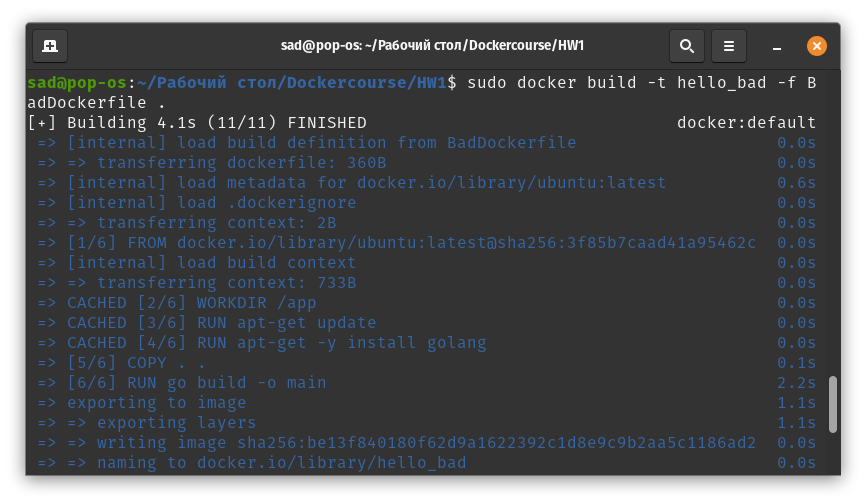 sad@pop-os: ~/Рабочий стол/Dockercourse/HW1
sad@pop-os:~/Рабочий стол/Dockercourse/HW1$ sudo docker build -t hello_bad -f B
adDockerfile .
[+] Building 4.1s (11/11) FINISHED docker:default
=> [internal] load build definition from BadDockerfile 0.0s
=> => transferring dockerfile: 360B 0.0s
=> [internal] load metadata for docker.io/library/ubuntu:latest 0.6s
=> [internal] load .dockerignore 0.0s
=> => transferring context: 2B 0.0s
=> [1/6] FROM docker.io/library/ubuntu:latest@sha256:3f85b7caad41a95462c 0.0s
=> [internal] load build context 0.0s
=> => transferring context: 733B 0.0s
=> CACHED [2/6] WORKDIR /app 0.0s
=> CACHED [3/6] RUN apt-get update 0.0s
=> CACHED [4/6] RUN apt-get -y install golang 0.0s
=> [5/6] COPY . . 0.1s
=> [6/6] RUN go build -o main 2.2s
=> exporting to image 1.1s
=> => exporting layers 1.1s
=> => writing image sha256:be13f840180f62d9a1622392c1d8e9c9b2aa5c1186ad2 0.0s
=> => naming to docker.io/library/hello_bad 0.0s